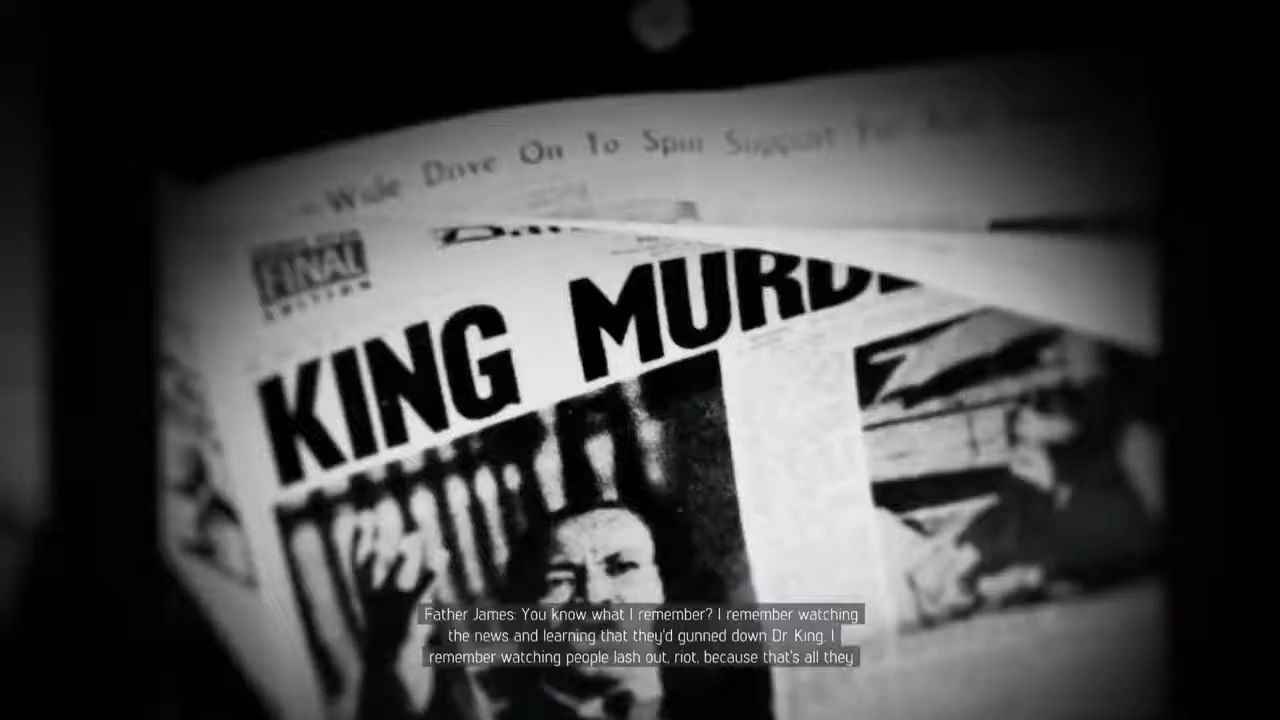 Wide Drive On To Spur Support For
FINAL
EDITION
KING MURD
Father James: You know what I remember? I remember watching
the news and learning that they'd gunned down Dr. King. I
remember watching people lash out, riot, because that's all they